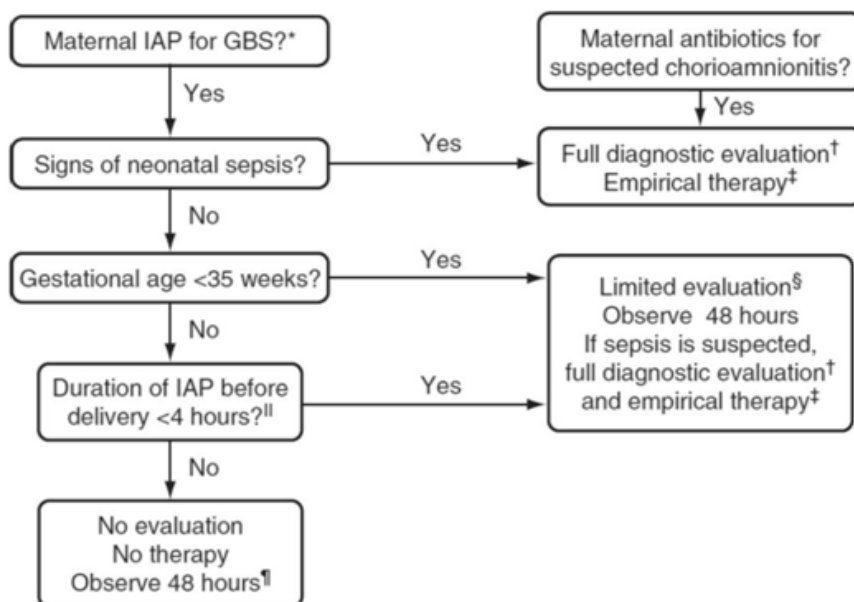 Maternal IAP for GBS?*
Maternal antibiotics for
suspected chorioamnionitis?
Yes
Yes
Signs of neonatal sepsis?
Yes
Full diagnostic evaluation†
Empirical therapy‡
No
Gestational age <35 weeks?
Yes
Limited evaluation§
Observe 48 hours
If sepsis is suspected,
full diagnostic evaluation†
and empirical therapy‡
No
Duration of IAP before
delivery <4 hours?||
Yes
No
No evaluation
No therapy
Observe 48 hours¶